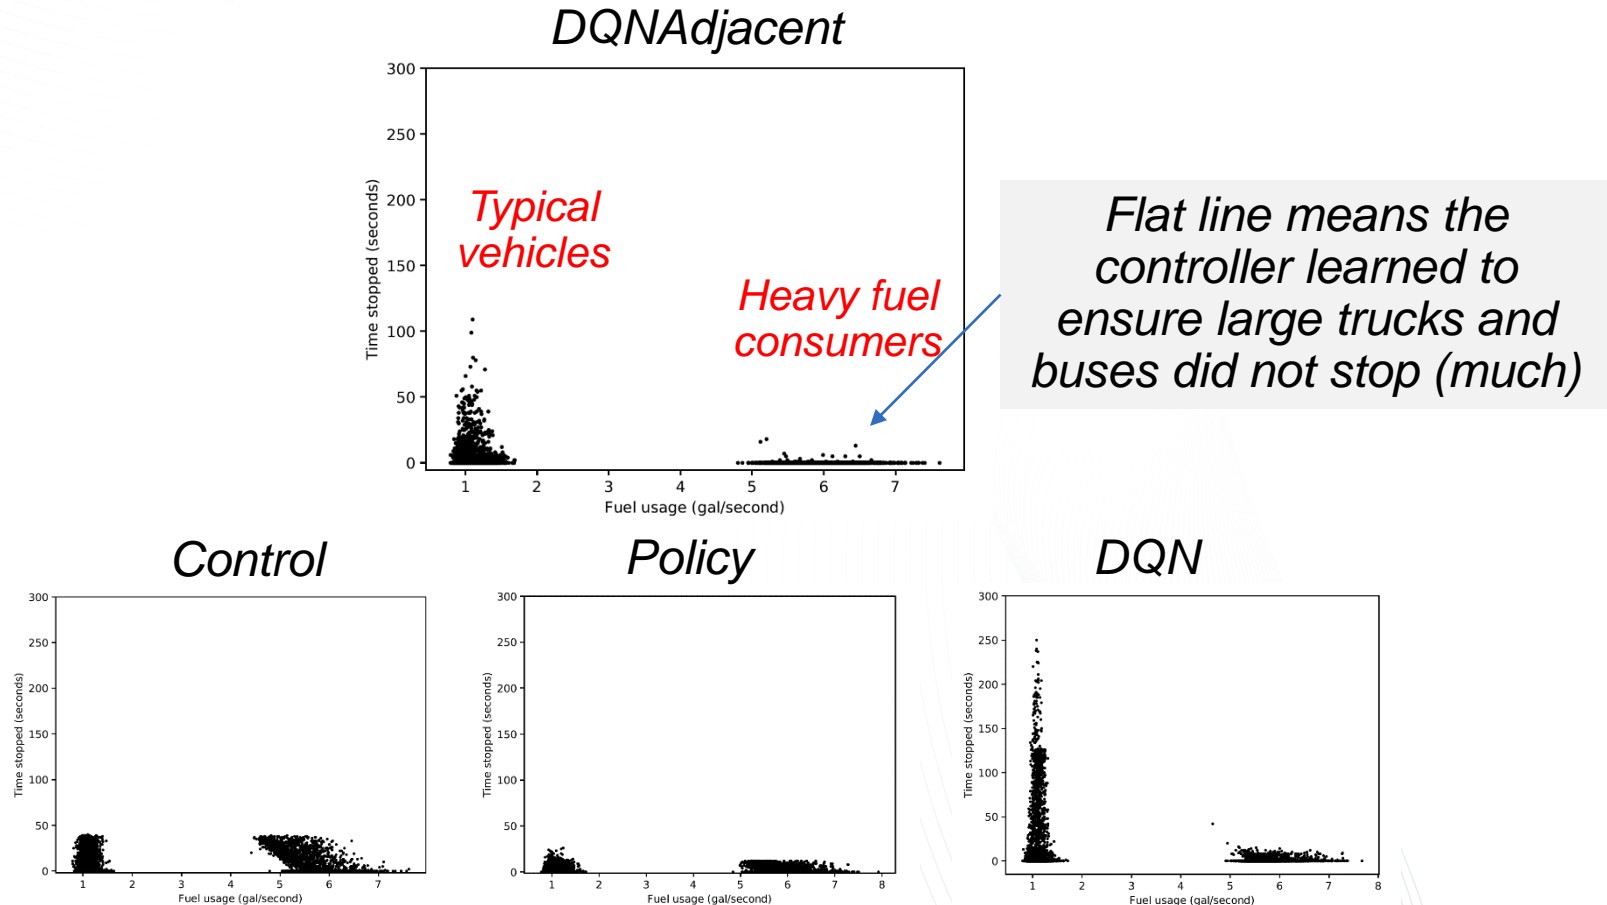 DQNAdjacent
300
250
200
150
100
50
0
Time stopped (seconds)
1 2 3 4 5 6 7
Fuel usage (gal/second)
Typical
vehicles
Heavy fuel
consumers
Flat line means the
controller learned to
ensure large trucks and
buses did not stop (much)
Control
300
250
200
150
100
50
0
Time stopped (seconds)
1 2 3 4 5 6 7
Fuel usage (gal/second)
Policy
300
250
200
150
100
50
0
Time stopped (seconds)
1 2 3 4 5 6 7 8
Fuel usage (gal/second)
DQN
300
250
200
150
100
50
0
Time stopped (seconds)
1 2 3 4 5 6 7 8
Fuel usage (gal/second)